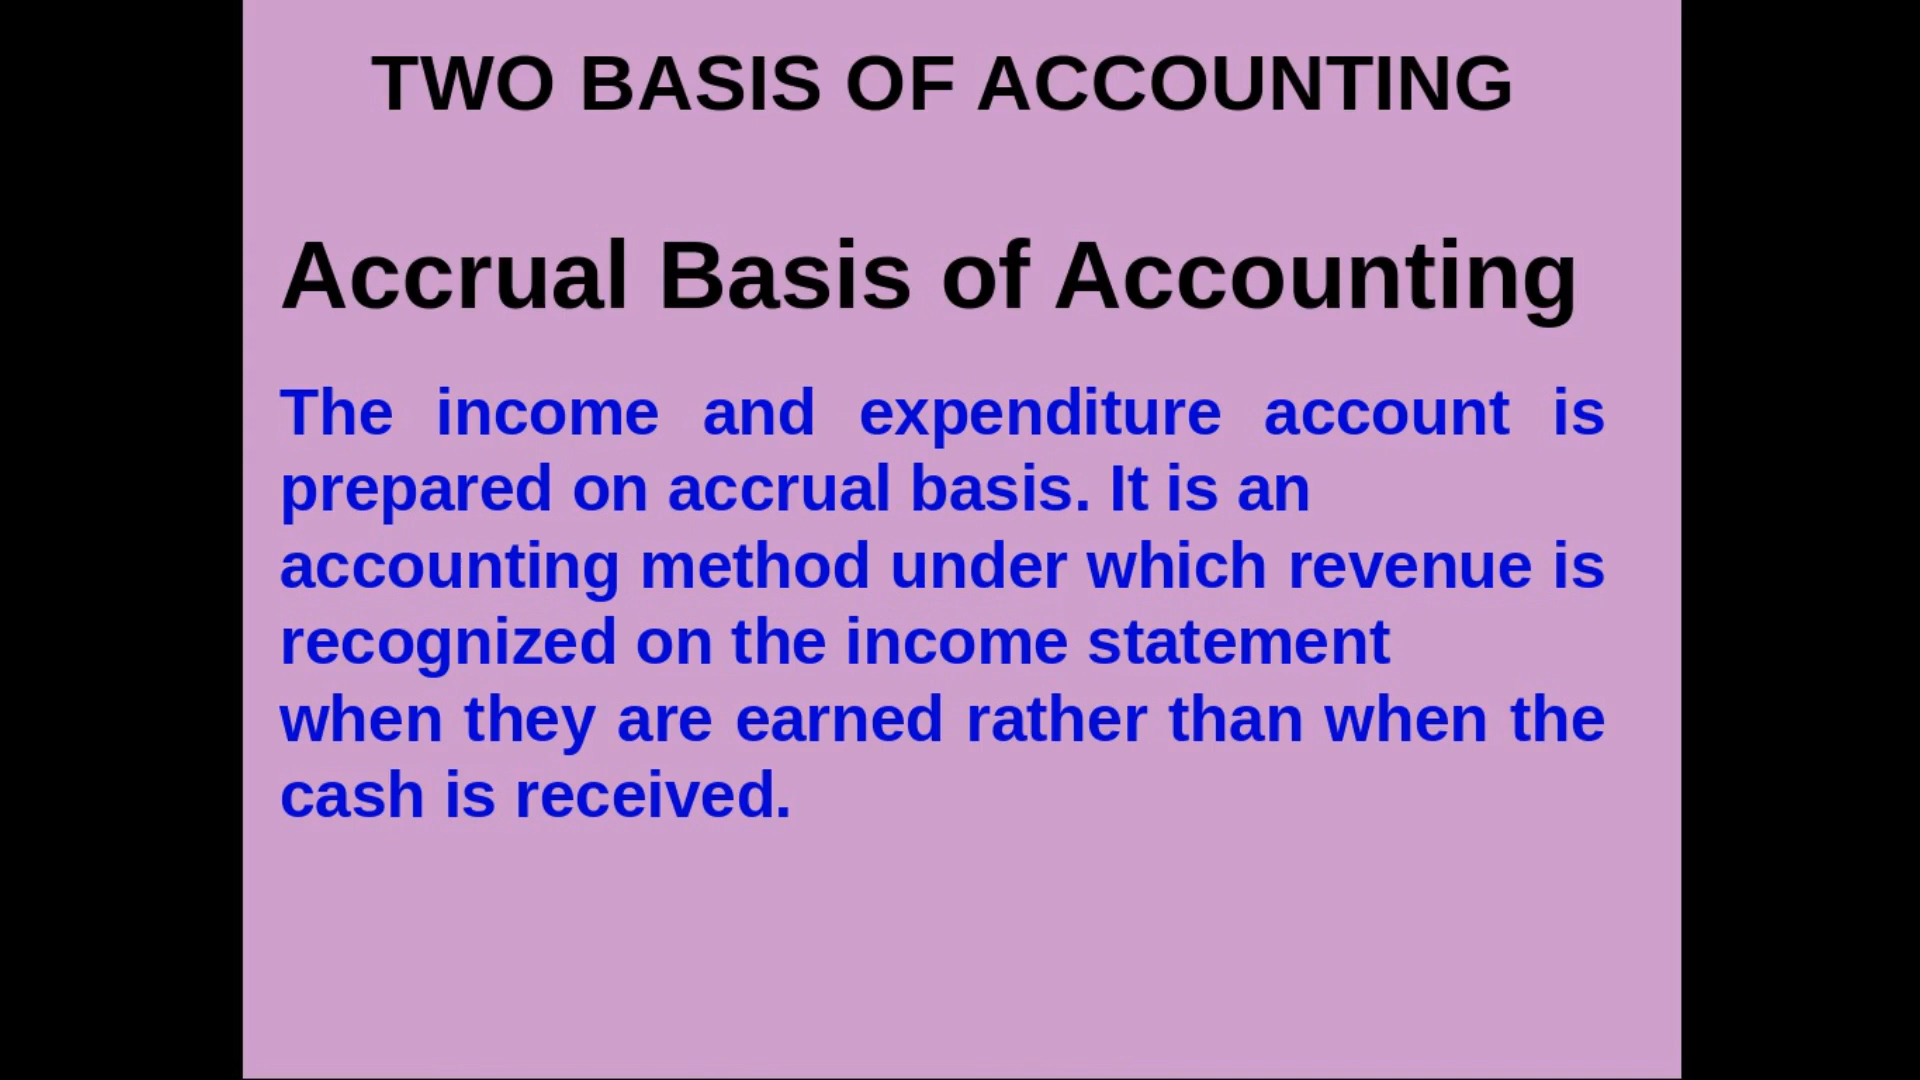 TWO BASIS OF ACCOUNTING
Accrual Basis of Accounting
The income and expenditure account is
prepared on accrual basis. It is an
accounting method under which revenue is
recognized on the income statement
when they are earned rather than when the
cash is received.